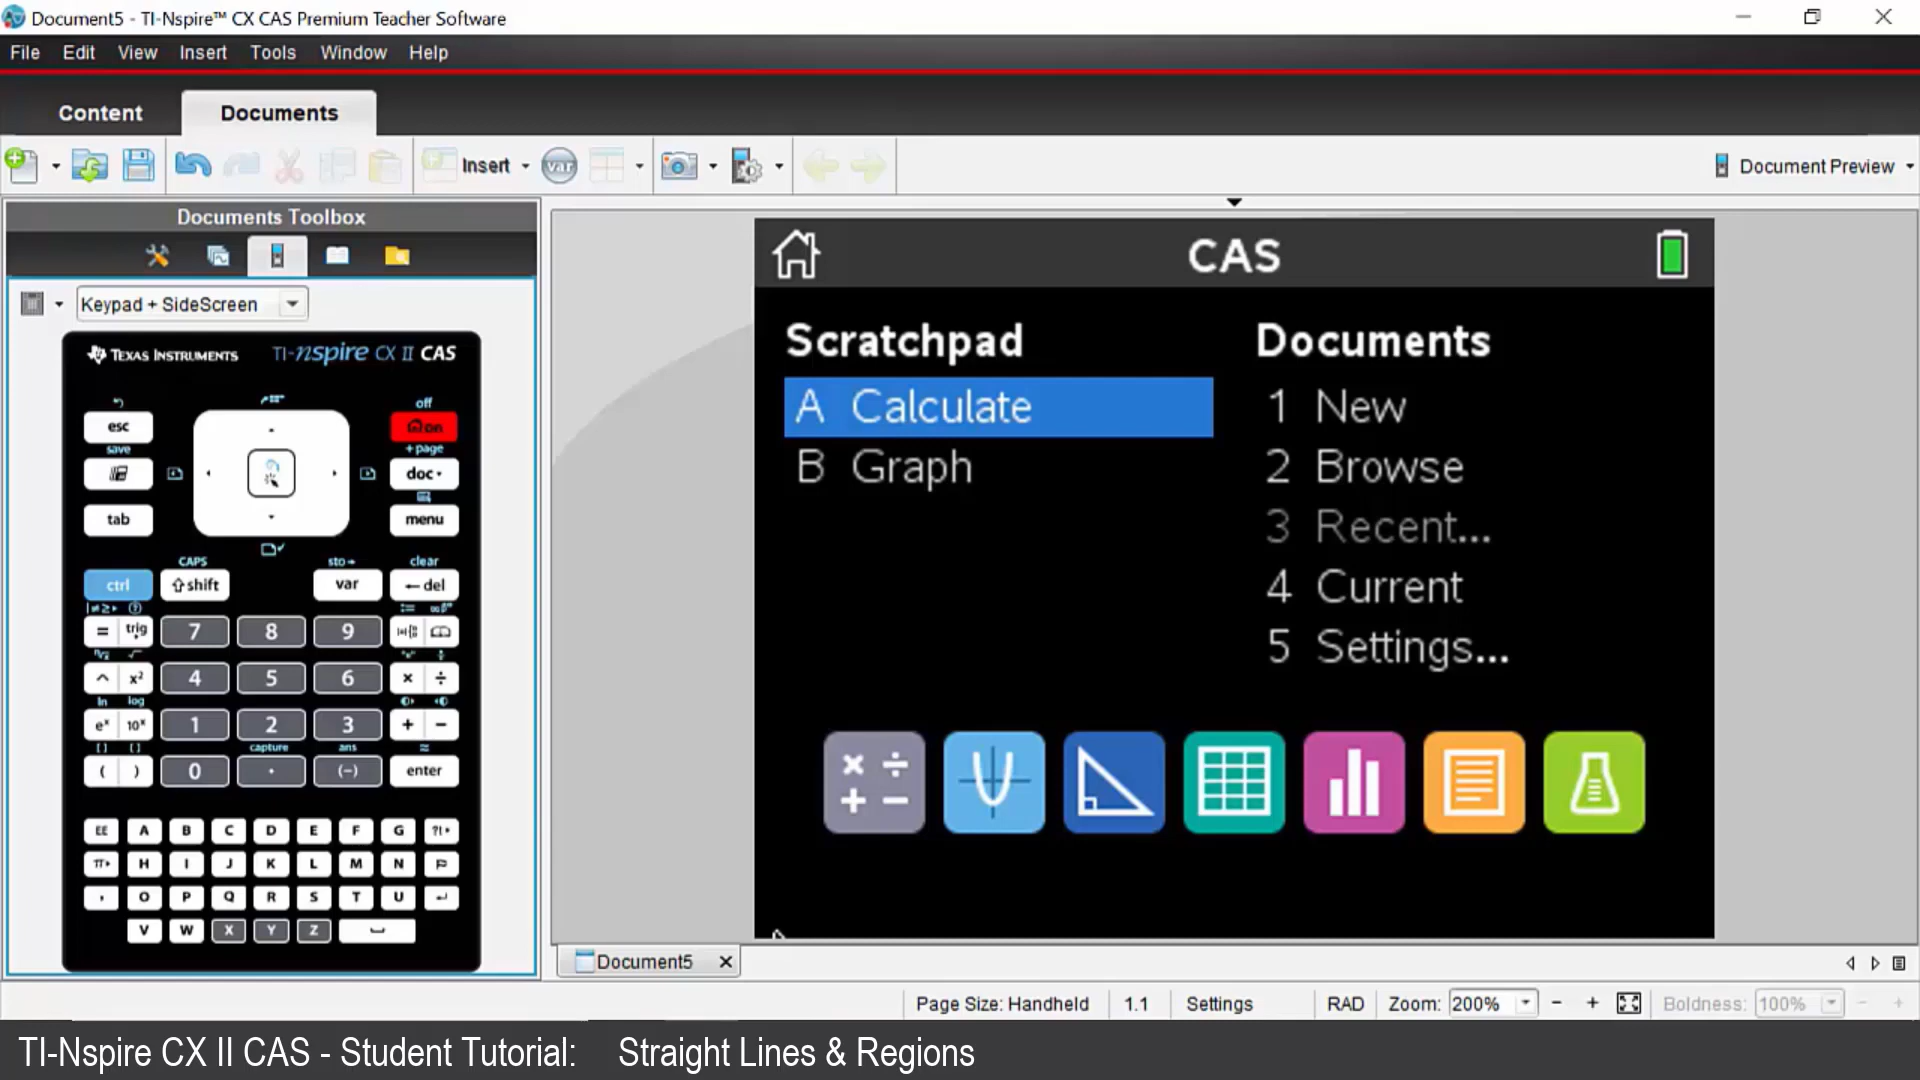 Document5 - TI-Nspire™ CX CAS Premium Teacher Software
File Edit View Insert Tools Window Help
Content Documents
Insert var Document Preview
Documents Toolbox
Keypad + SideScreen
TEXAS INSTRUMENTS TI-nspire CX II CAS
off
esc on
save +page
doc
tab menu
CAPS sto→ clear
ctrl shift var ←del
= trig 7 8 9
^ x² 4 5 6 × ÷
ln log
eˣ 10ˣ 1 2 3 + −
[ ] { } capture ans ≈
( ) 0 . (−) enter
EE A B C D E F G ?!▸
π▸ H I J K L M N
, O P Q R S T U
V W X Y Z
CAS
Scratchpad
A Calculate
B Graph
Documents
1 New
2 Browse
3 Recent...
4 Current
5 Settings...
Document5
Page Size: Handheld 1.1 Settings RAD Zoom: 200% − + Boldness: 100% − +
TI-Nspire CX II CAS - Student Tutorial: Straight Lines & Regions